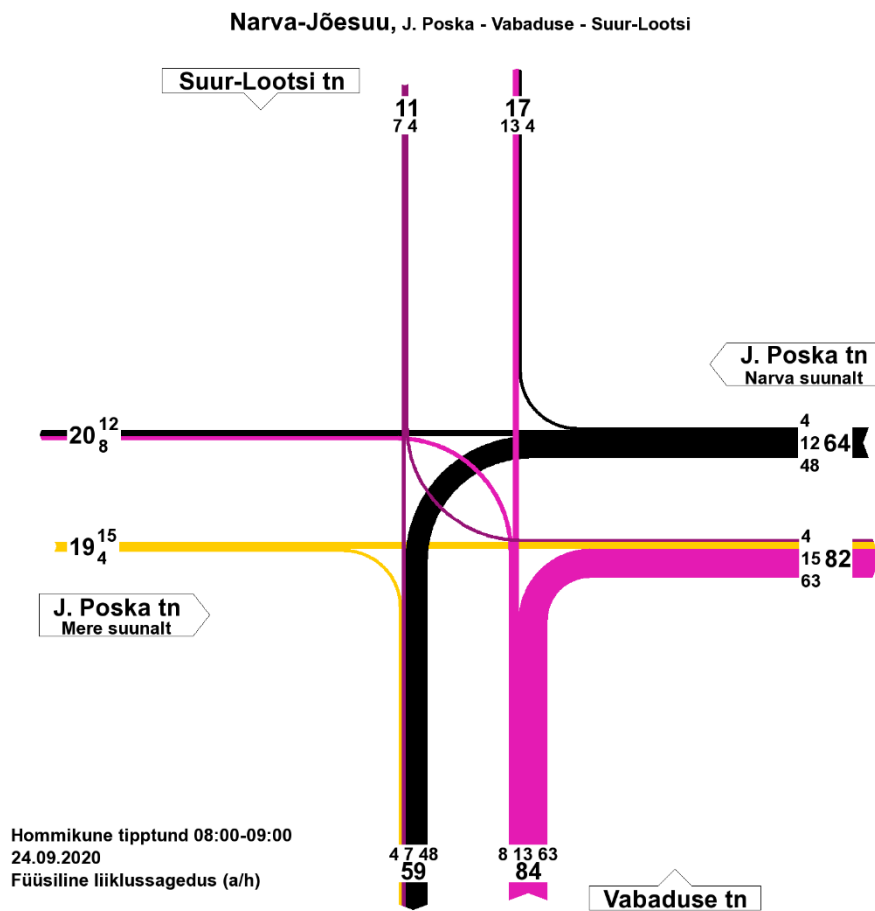 Narva-Jõesuu, J. Poska - Vabaduse - Suur-Lootsi
Suur-Lootsi tn
11
7 4
17
13 4
J. Poska tn
Narva suunalt
20 12
8
4
12 64
48
19 15
4
4
15 82
63
J. Poska tn
Mere suunalt
Hommikune tipptund 08:00-09:00
24.09.2020
Füüsiline liiklussagedus (a/h)
4 7 48
59
8 13 63
84
Vabaduse tn